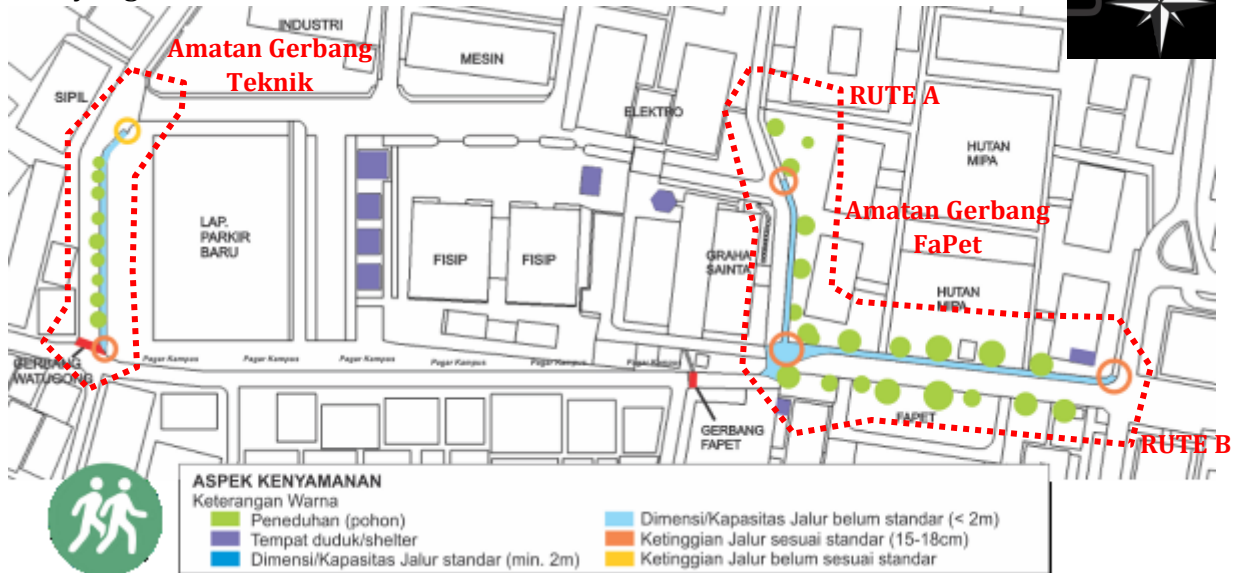 INDUSTRI
Amatan Gerbang
Teknik
MESIN
SIPIL
ELEKTRO
RUTE A
HUTAN
MIPA
Amatan Gerbang
FaPet
LAP.
PARKIR
BARU
FISIP
FISIP
GRAHA
SAINTA
HUTAN
MIPA
GERBANG
WATUGONG
Pagar Kampus
Pagar Kampus
Pagar Kampus
Pagar Kampus
Pagar Kampus
Pagar Kampus
GERBANG
FAPET
FAPET
RUTE B
ASPEK KENYAMANAN
Keterangan Warna
Peneduhan (pohon)
Tempat duduk/shelter
Dimensi/Kapasitas Jalur standar (min. 2m)
Dimensi/Kapasitas Jalur belum standar (< 2m)
Ketinggian Jalur sesuai standar (15-18cm)
Ketinggian Jalur belum sesuai standar